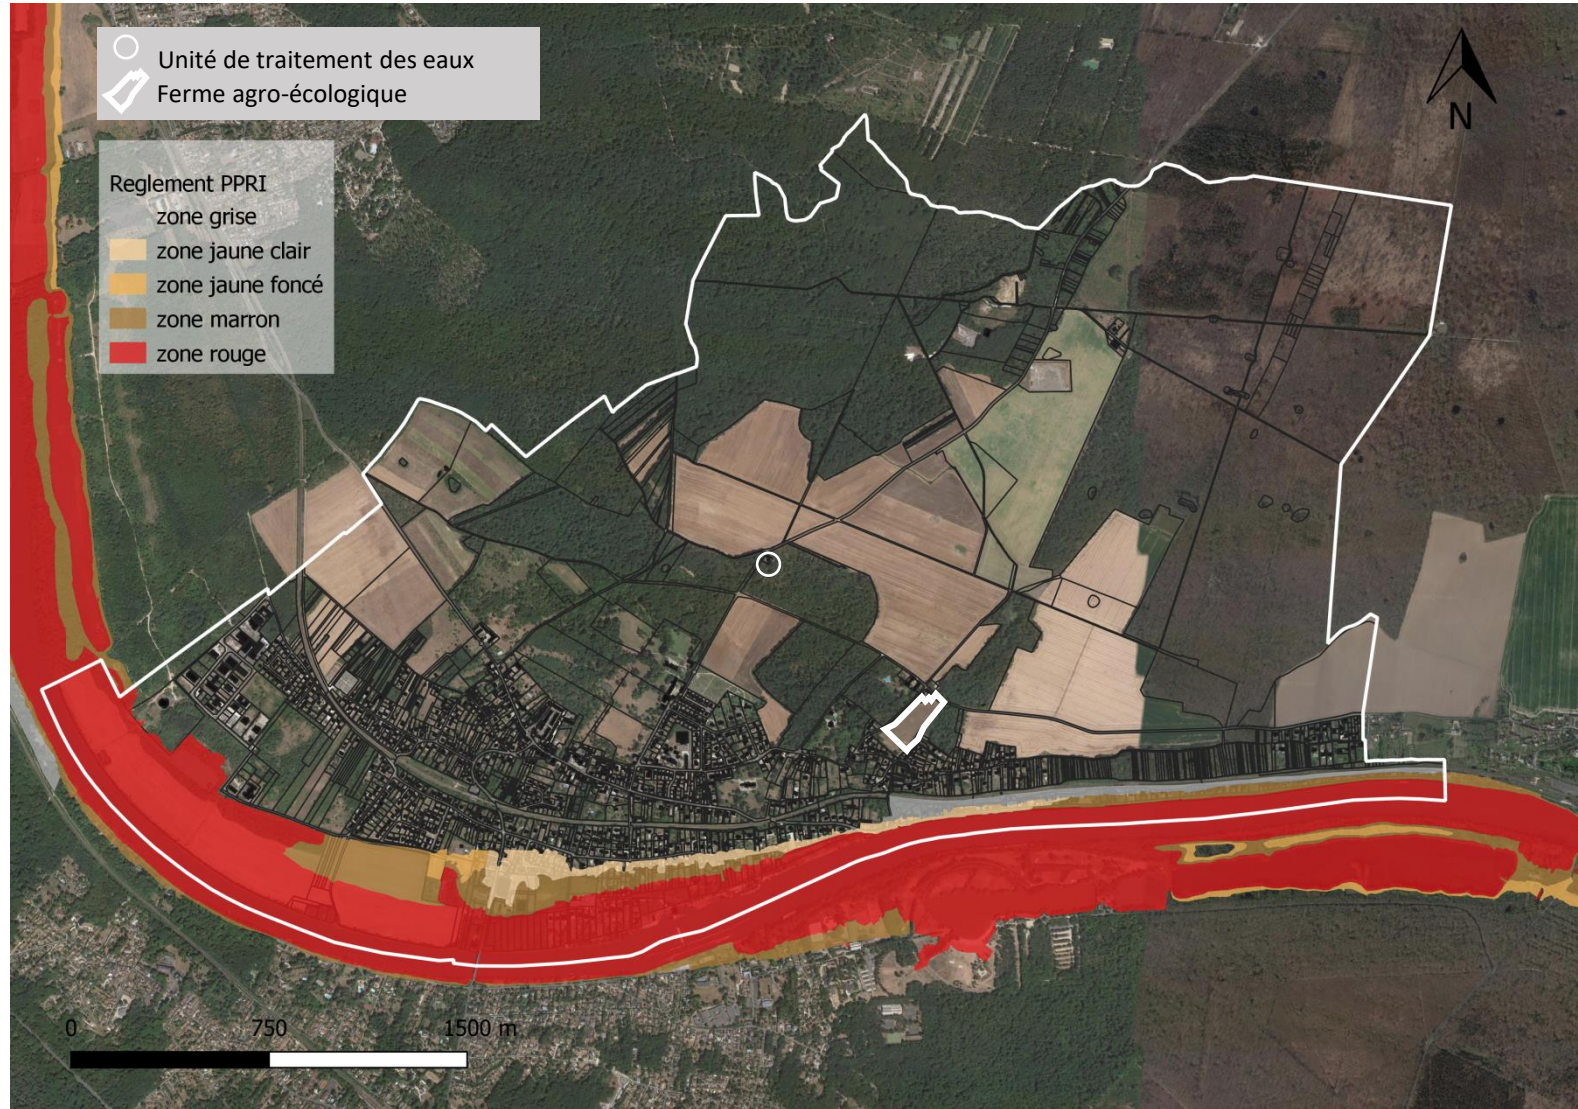 Unité de traitement des eaux
Ferme agro-écologique
N
Reglement PPRI
zone grise
zone jaune clair
zone jaune foncé
zone marron
zone rouge
0 750 1500 m